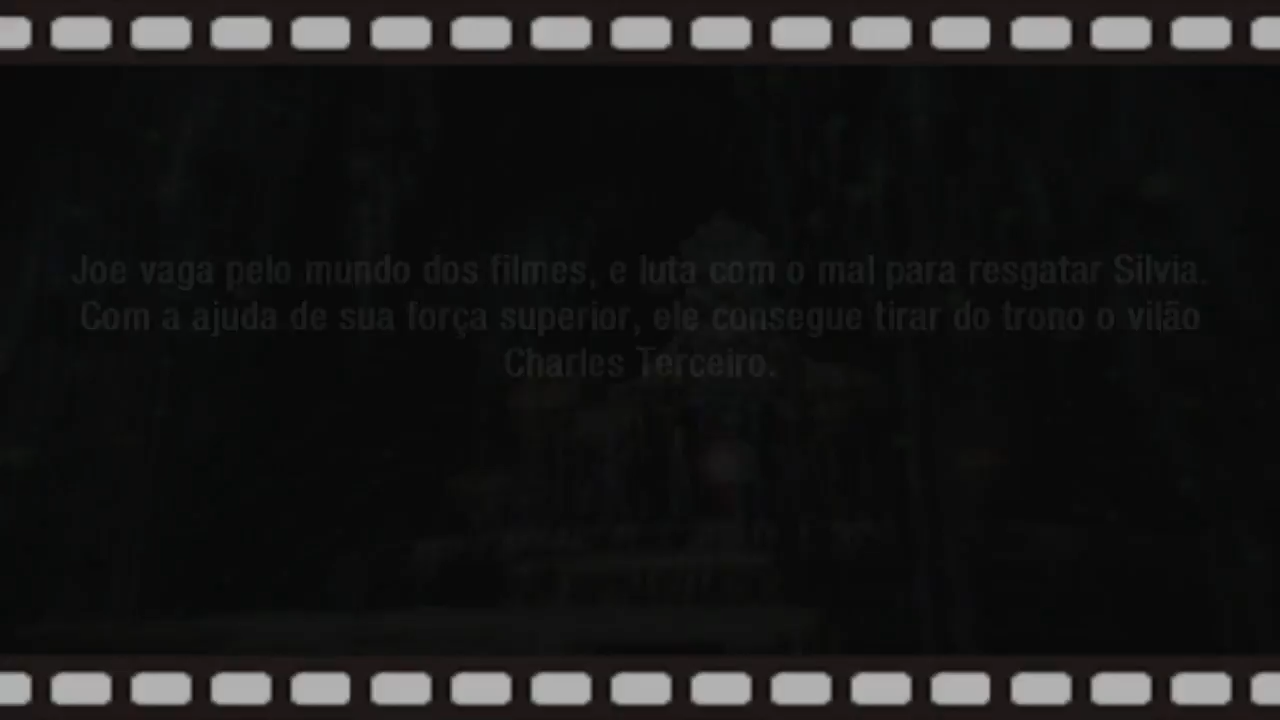 Joe vaga pelo mundo dos filmes, e luta com o mal para resgatar Silvia.
Com a ajuda de sua força superior, ele consegue tirar do trono o vilão
Charles Terceiro.